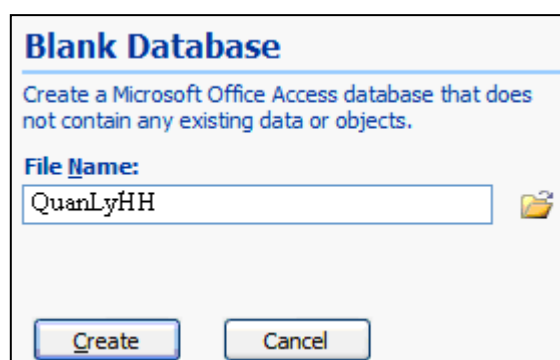 Blank Database
Create a Microsoft Office Access database that does
not contain any existing data or objects.
File Name:
QuanLyHH
Create
Cancel